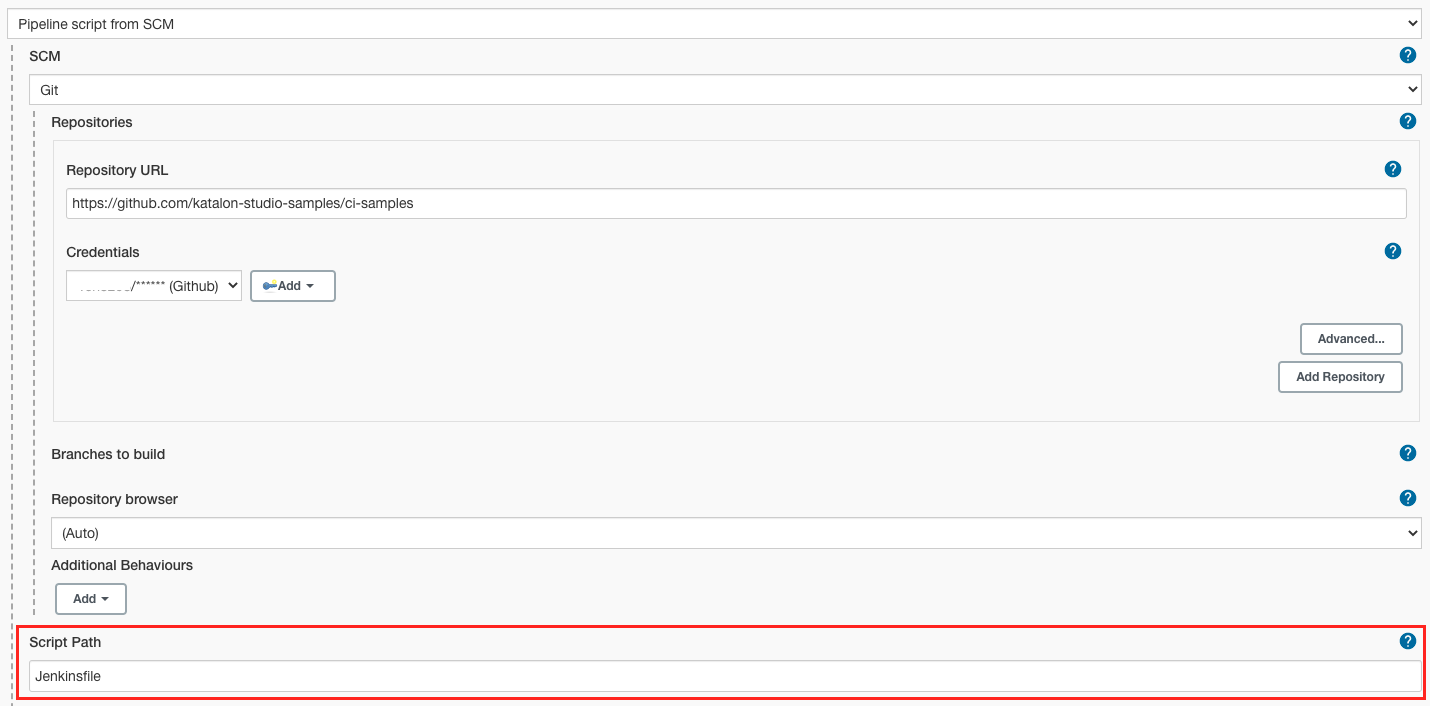 Pipeline script from SCM
SCM
?
Git
Repositories
?
Repository URL
?
https://github.com/katalon-studio-samples/ci-samples
Credentials
?
/****** (Github)
Add
Advanced...
Add Repository
Branches to build
?
Repository browser
?
(Auto)
Additional Behaviours
Add
Script Path
?
Jenkinsfile